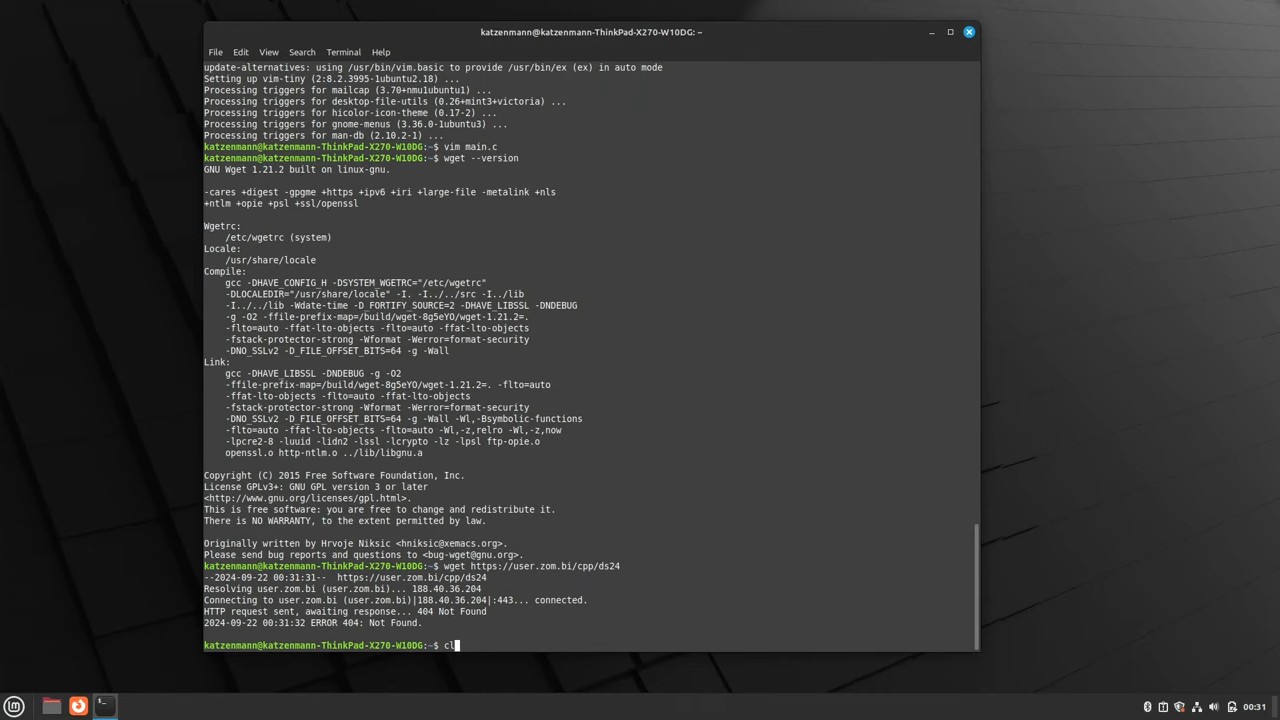 katzenmann@katzenmann-ThinkPad-X270-W10DG: ~
File Edit View Search Terminal Help
update-alternatives: using /usr/bin/vim.basic to provide /usr/bin/ex (ex) in auto mode
Setting up vim-tiny (2:8.2.3995-1ubuntu2.18) ...
Processing triggers for mailcap (3.70+nmu1ubuntu1) ...
Processing triggers for desktop-file-utils (0.26+mint3+victoria) ...
Processing triggers for hicolor-icon-theme (0.17-2) ...
Processing triggers for gnome-menus (3.36.0-1ubuntu3) ...
Processing triggers for man-db (2.10.2-1) ...
katzenmann@katzenmann-ThinkPad-X270-W10DG:~$ vim main.c
katzenmann@katzenmann-ThinkPad-X270-W10DG:~$ wget --version
GNU Wget 1.21.2 built on linux-gnu.
-cares +digest -gpgme +https +ipv6 +iri +large-file -metalink +nls
+ntlm +opie +psl +ssl/openssl
Wgetrc:
/etc/wgetrc (system)
Locale:
/usr/share/locale
Compile:
gcc -DHAVE_CONFIG_H -DSYSTEM_WGETRC="/etc/wgetrc"
-DLOCALEDIR="/usr/share/locale" -I. -I../../src -I../lib
-I../../lib -Wdate-time -D_FORTIFY_SOURCE=2 -DHAVE_LIBSSL -DNDEBUG
-g -O2 -ffile-prefix-map=/build/wget-8g5eYO/wget-1.21.2=.
-flto=auto -ffat-lto-objects -flto=auto -ffat-lto-objects
-fstack-protector-strong -Wformat -Werror=format-security
-DNO_SSLv2 -D_FILE_OFFSET_BITS=64 -g -Wall
Link:
gcc -DHAVE_LIBSSL -DNDEBUG -g -O2
-ffile-prefix-map=/build/wget-8g5eYO/wget-1.21.2=. -flto=auto
-ffat-lto-objects -flto=auto -ffat-lto-objects
-fstack-protector-strong -Wformat -Werror=format-security
-DNO_SSLv2 -D_FILE_OFFSET_BITS=64 -g -Wall -Wl,-Bsymbolic-functions
-flto=auto -ffat-lto-objects -flto=auto -Wl,-z,relro -Wl,-z,now
-lpcre2-8 -luuid -lidn2 -lssl -lcrypto -lz -lpsl ftp-opie.o
openssl.o http-ntlm.o ../lib/libgnu.a
Copyright (C) 2015 Free Software Foundation, Inc.
License GPLv3+: GNU GPL version 3 or later
<http://www.gnu.org/licenses/gpl.html>.
This is free software: you are free to change and redistribute it.
There is NO WARRANTY, to the extent permitted by law.
Originally written by Hrvoje Niksic <hniksic@xemacs.org>.
Please send bug reports and questions to <bug-wget@gnu.org>.
katzenmann@katzenmann-ThinkPad-X270-W10DG:~$ wget https://user.zom.bi/cpp/ds24
--2024-09-22 00:31:31--  https://user.zom.bi/cpp/ds24
Resolving user.zom.bi (user.zom.bi)... 188.40.36.204
Connecting to user.zom.bi (user.zom.bi)|188.40.36.204|:443... connected.
HTTP request sent, awaiting response... 404 Not Found
2024-09-22 00:31:32 ERROR 404: Not Found.
katzenmann@katzenmann-ThinkPad-X270-W10DG:~$ cl
00:31